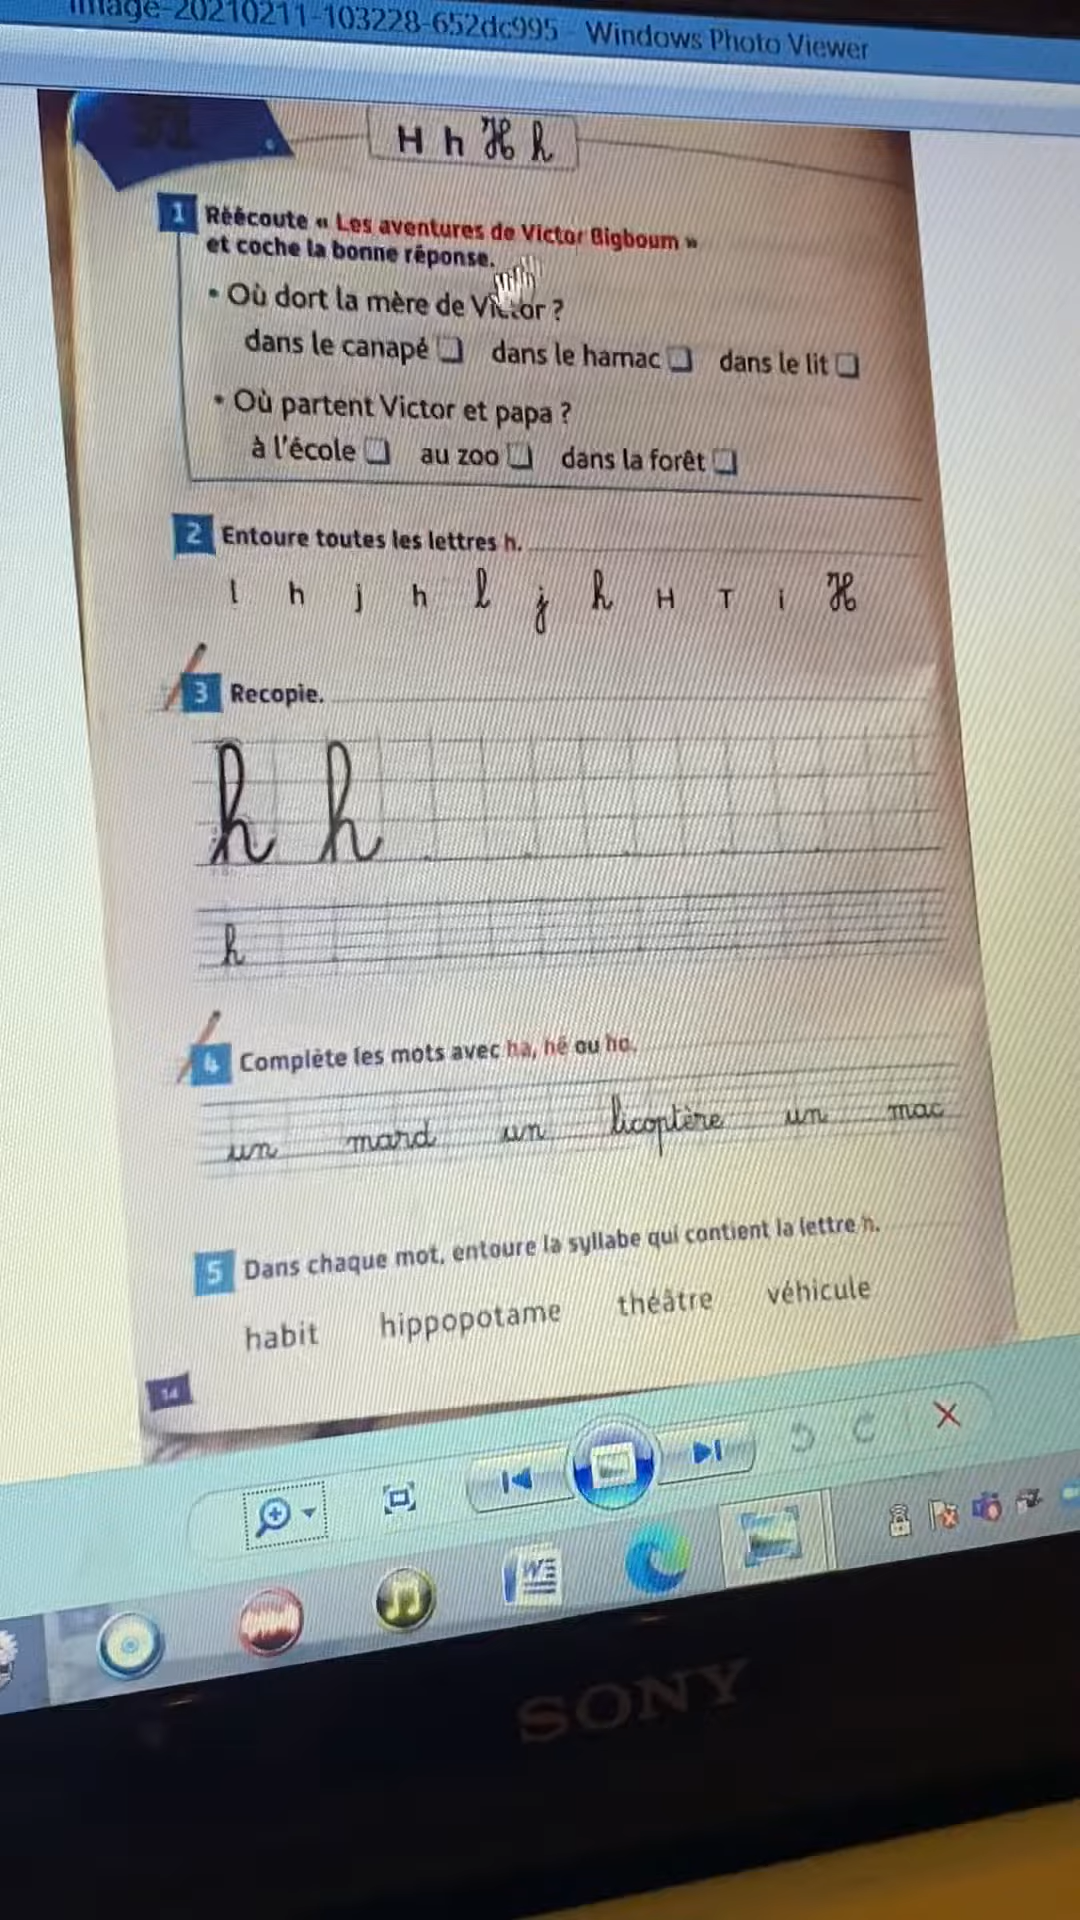 image-20210211-103228-652dc995 - Windows Photo Viewer
H h H h
1 Réécoute « Les aventures de Victor Bigboum »
et coche la bonne réponse.
• Où dort la mère de Victor ?
dans le canapé ❏ dans le hamac ❏ dans le lit ❏
• Où partent Victor et papa ?
à l'école ❏ au zoo ❏ dans la forêt ❏
2 Entoure toutes les lettres h.
l h j h l j h H T i H
3 Recopie.
h h
h
4 Complète les mots avec ha, hé ou ho.
un mard un licoptère un mac
5 Dans chaque mot, entoure la syllabe qui contient la lettre h.
habit hippopotame théâtre véhicule
14
SONY